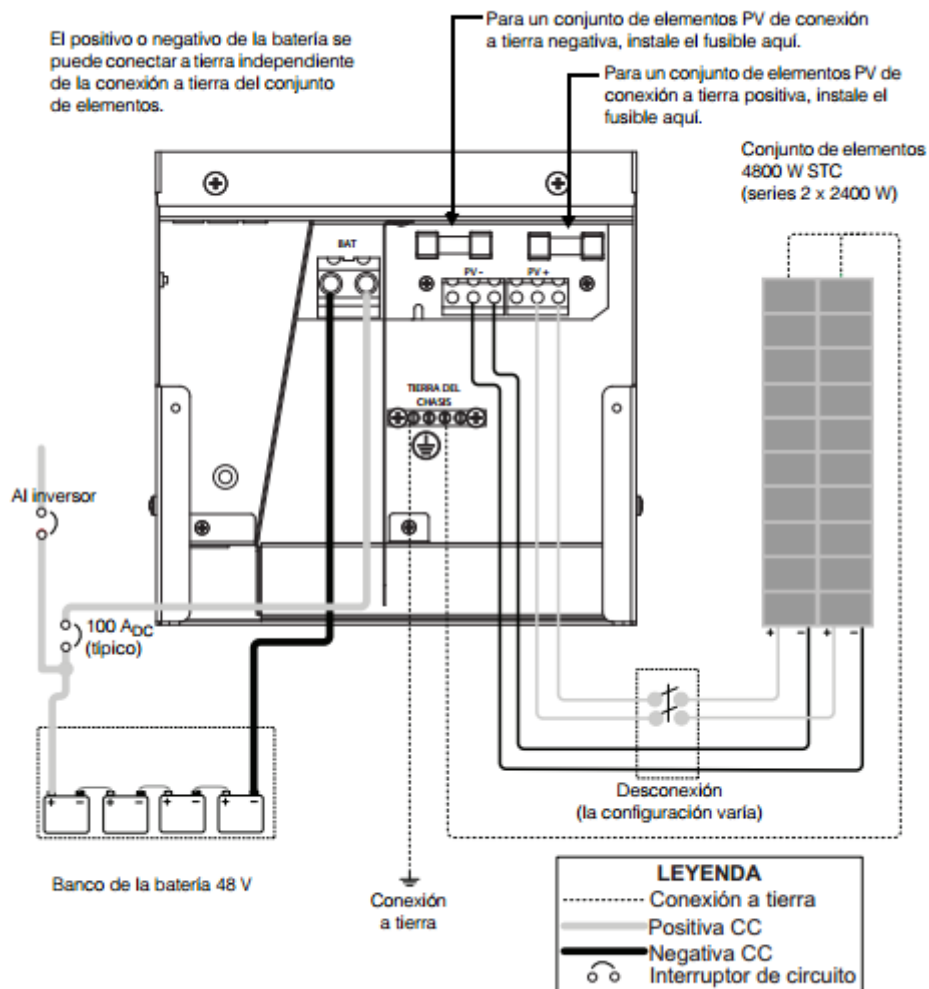 El positivo o negativo de la batería se
puede conectar a tierra independiente
de la conexión a tierra del conjunto
de elementos.
Para un conjunto de elementos PV de conexión
a tierra negativa, instale el fusible aquí.
Para un conjunto de elementos PV de
conexión a tierra positiva, instale el
fusible aquí.
Conjunto de elementos
4800 W STC
(series 2 x 2400 W)
BAT
PV -
PV +
TIERRA DEL
CHASIS
Al inversor
100 ADC
(típico)
+ - + - + - + -
+ - + -
Desconexión
(la configuración varía)
Banco de la batería 48 V
Conexión
a tierra
LEYENDA
Conexión a tierra
Positiva CC
Negativa CC
Interruptor de circuito